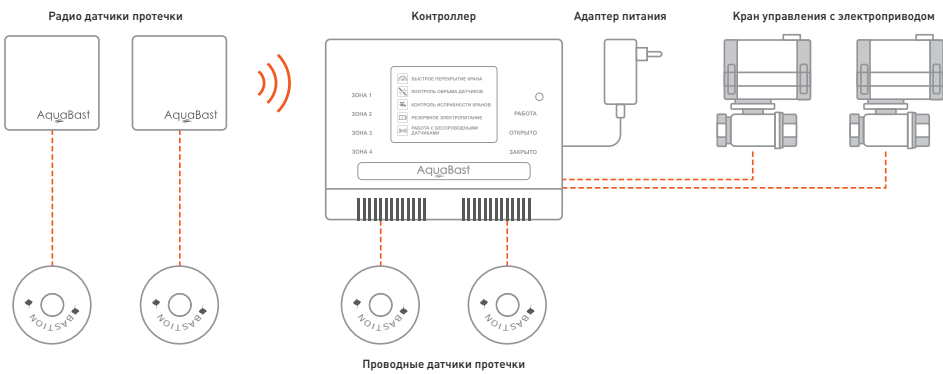 Радио датчики протечки
Контроллер
Адаптер питания
Кран управления с электроприводом
AquaBast
AquaBast
ЗОНА 1
ЗОНА 2
ЗОНА 3
ЗОНА 4
БЫСТРОЕ ПЕРЕКРЫТИЕ КРАНА
КОНТРОЛЬ ОБРЫВА ДАТЧИКОВ
КОНТРОЛЬ ИСПРАВНОСТИ КРАНОВ
РЕЗЕРВНОЕ ЭЛЕКТРОПИТАНИЕ
РАБОТА С БЕСПРОВОДНЫМИ
ДАТЧИКАМИ
РАБОТА
ОТКРЫТО
ЗАКРЫТО
AquaBast
BASTION
BASTION
BASTION
BASTION
Проводные датчики протечки